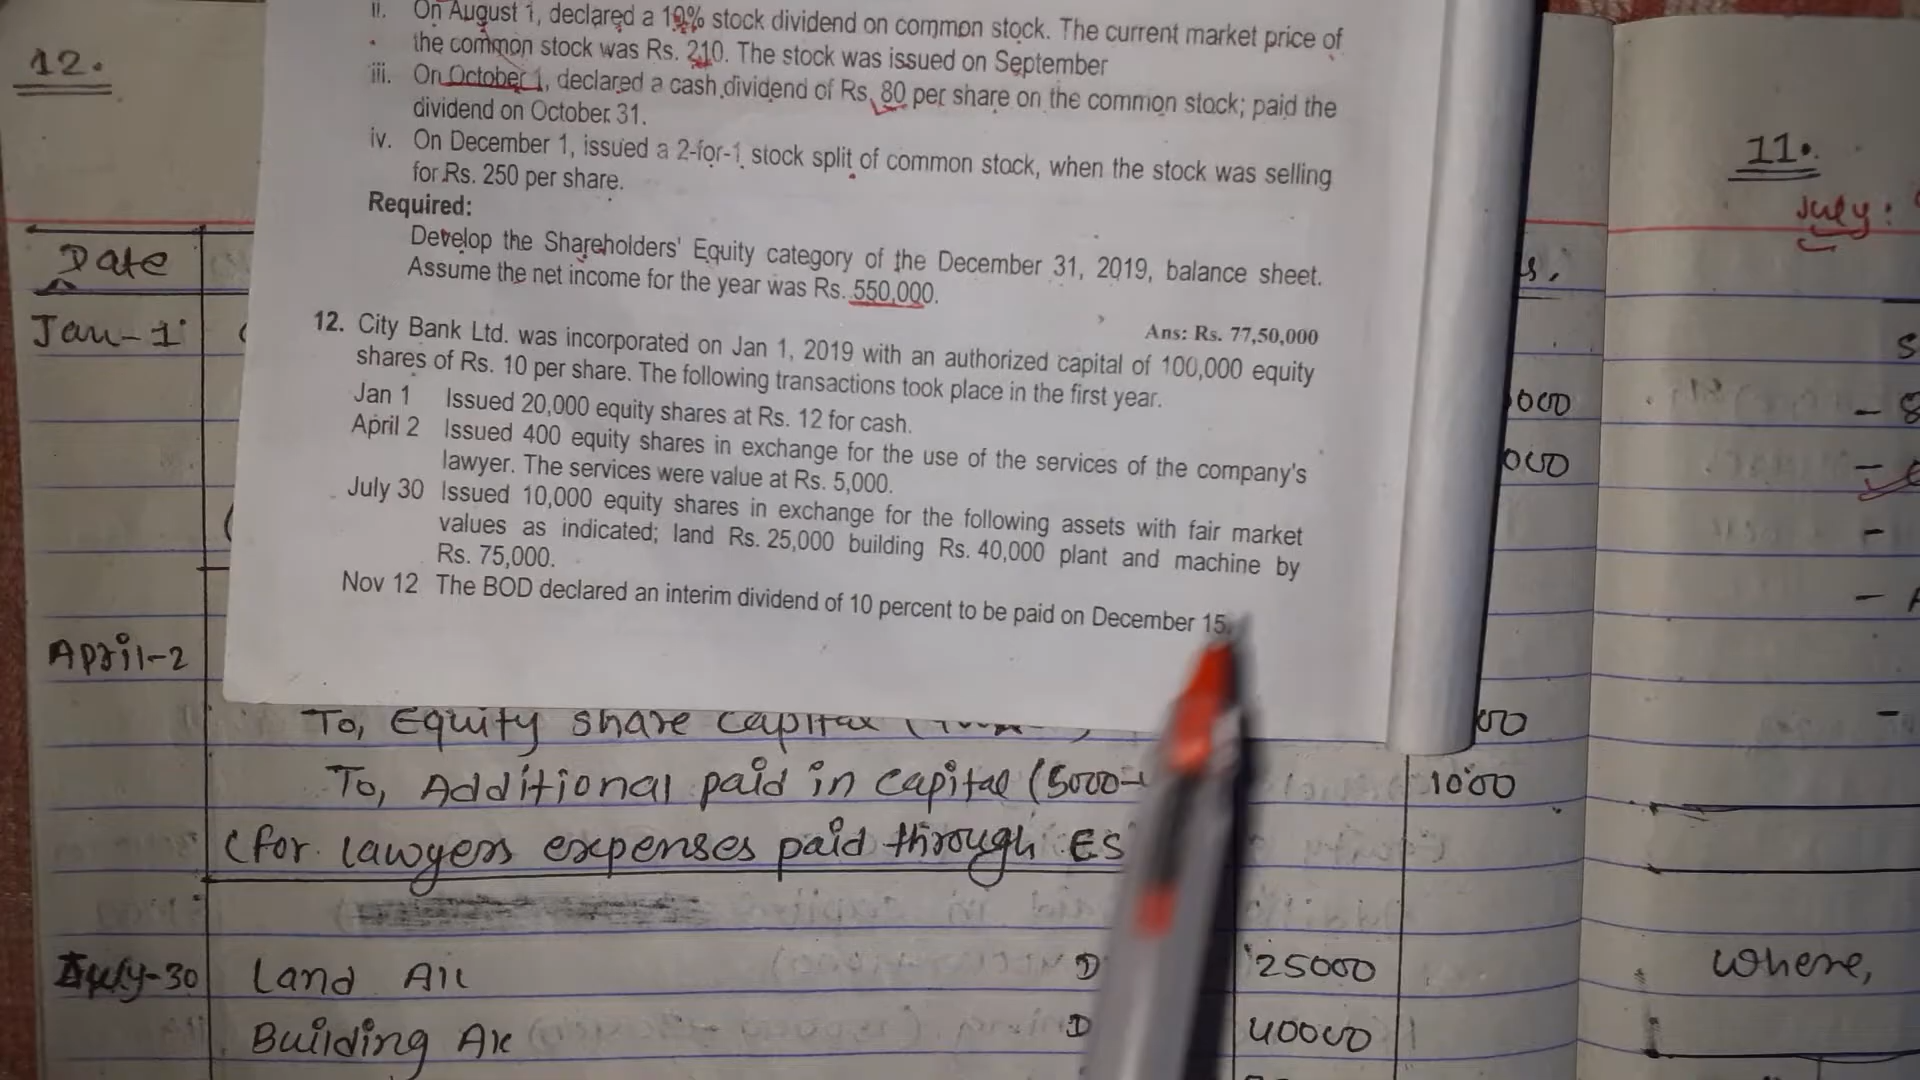 12.
ii. On August 1, declared a 10% stock dividend on common stock. The current market price of
the common stock was Rs. 210. The stock was issued on September
iii. On October 1, declared a cash dividend of Rs. 80 per share on the common stock; paid the
dividend on October 31.
iv. On December 1, issued a 2-for-1 stock split of common stock, when the stock was selling
for Rs. 250 per share.
Required:
Develop the Shareholders' Equity category of the December 31, 2019, balance sheet.
Assume the net income for the year was Rs. 550,000.
Ans: Rs. 77,50,000
12. City Bank Ltd. was incorporated on Jan 1, 2019 with an authorized capital of 100,000 equity
shares of Rs. 10 per share. The following transactions took place in the first year.
Jan 1 Issued 20,000 equity shares at Rs. 12 for cash.
April 2 Issued 400 equity shares in exchange for the use of the services of the company's
lawyer. The services were value at Rs. 5,000.
July 30 Issued 10,000 equity shares in exchange for the following assets with fair market
values as indicated; land Rs. 25,000 building Rs. 40,000 plant and machine by
Rs. 75,000.
Nov 12 The BOD declared an interim dividend of 10 percent to be paid on December 15.
Date
Jan-1
April-2
To, Equity share capital
To, Additional paid in capital (5000- 1000
(for lawyers expenses paid through ES
July-30 Land A/c D 25000
Building A/c D 40000
11.
July:
where,